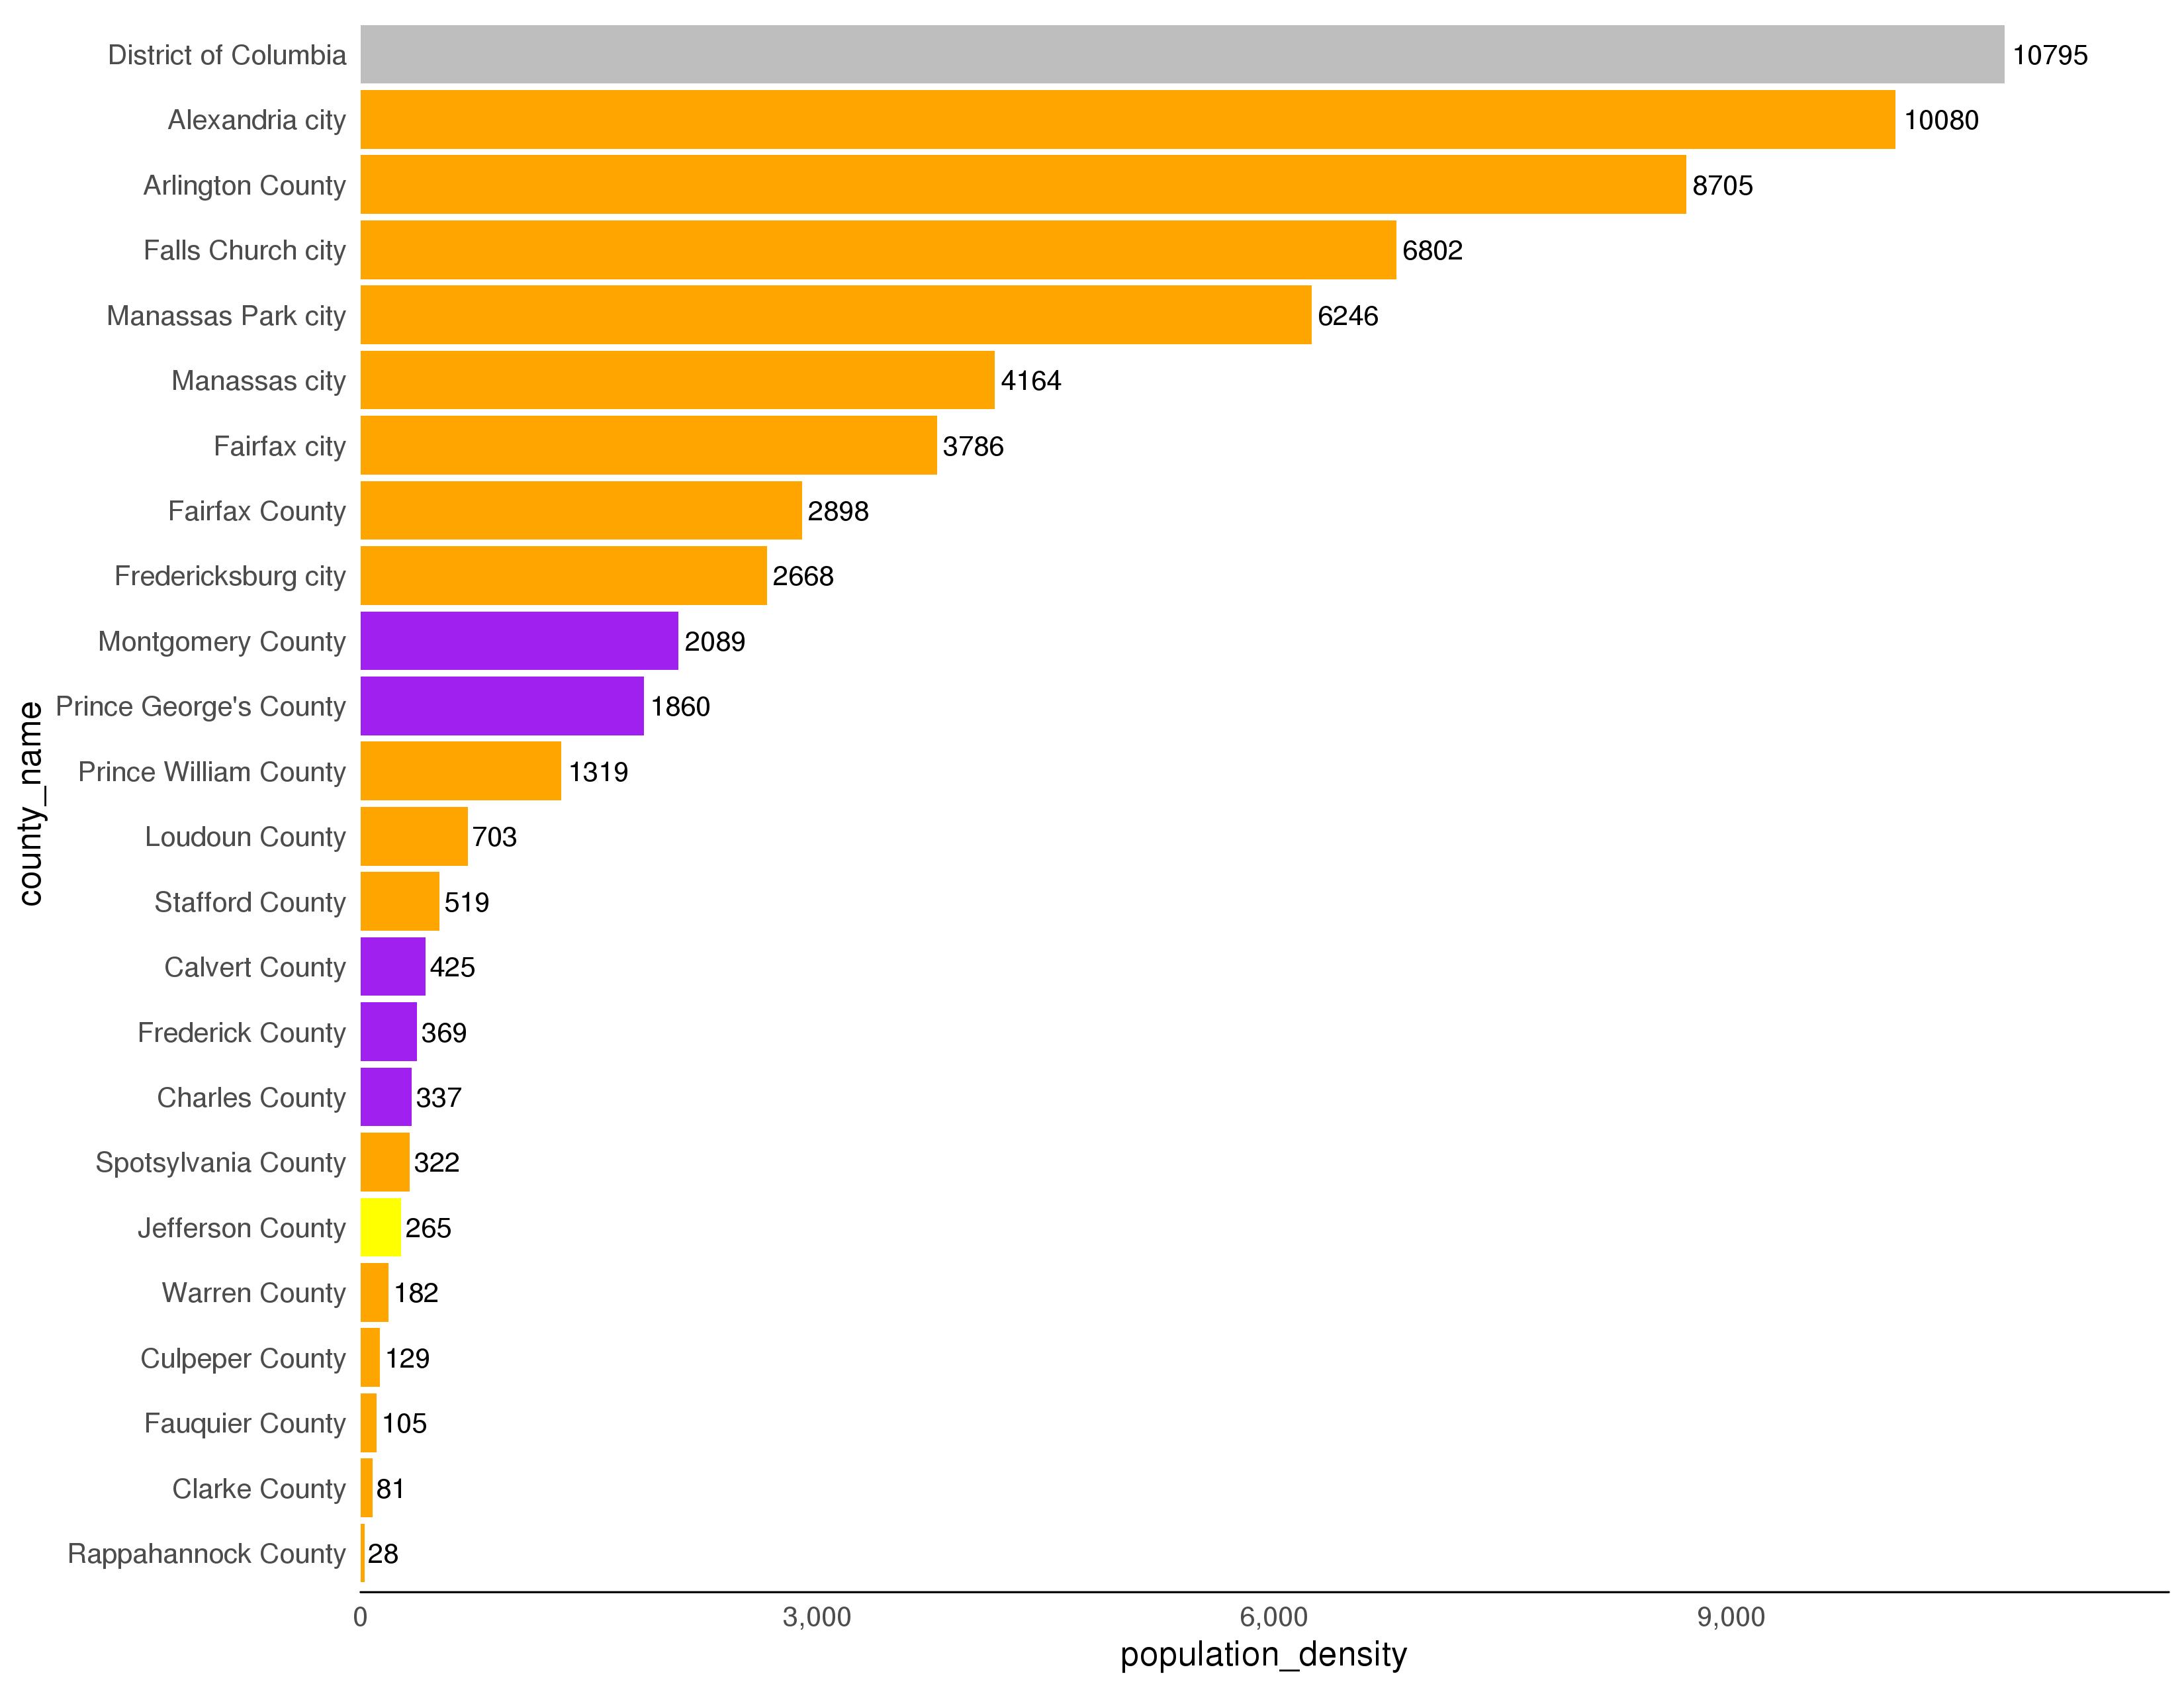 District of Columbia 10795
Alexandria city 10080
Arlington County 8705
Falls Church city 6802
Manassas Park city 6246
Manassas city 4164
Fairfax city 3786
Fairfax County 2898
Fredericksburg city 2668
Montgomery County 2089
Prince George's County 1860
Prince William County 1319
Loudoun County 703
Stafford County 519
Calvert County 425
Frederick County 369
Charles County 337
Spotsylvania County 322
Jefferson County 265
Warren County 182
Culpeper County 129
Fauquier County 105
Clarke County 81
Rappahannock County 28
county_name
0 3,000 6,000 9,000
population_density